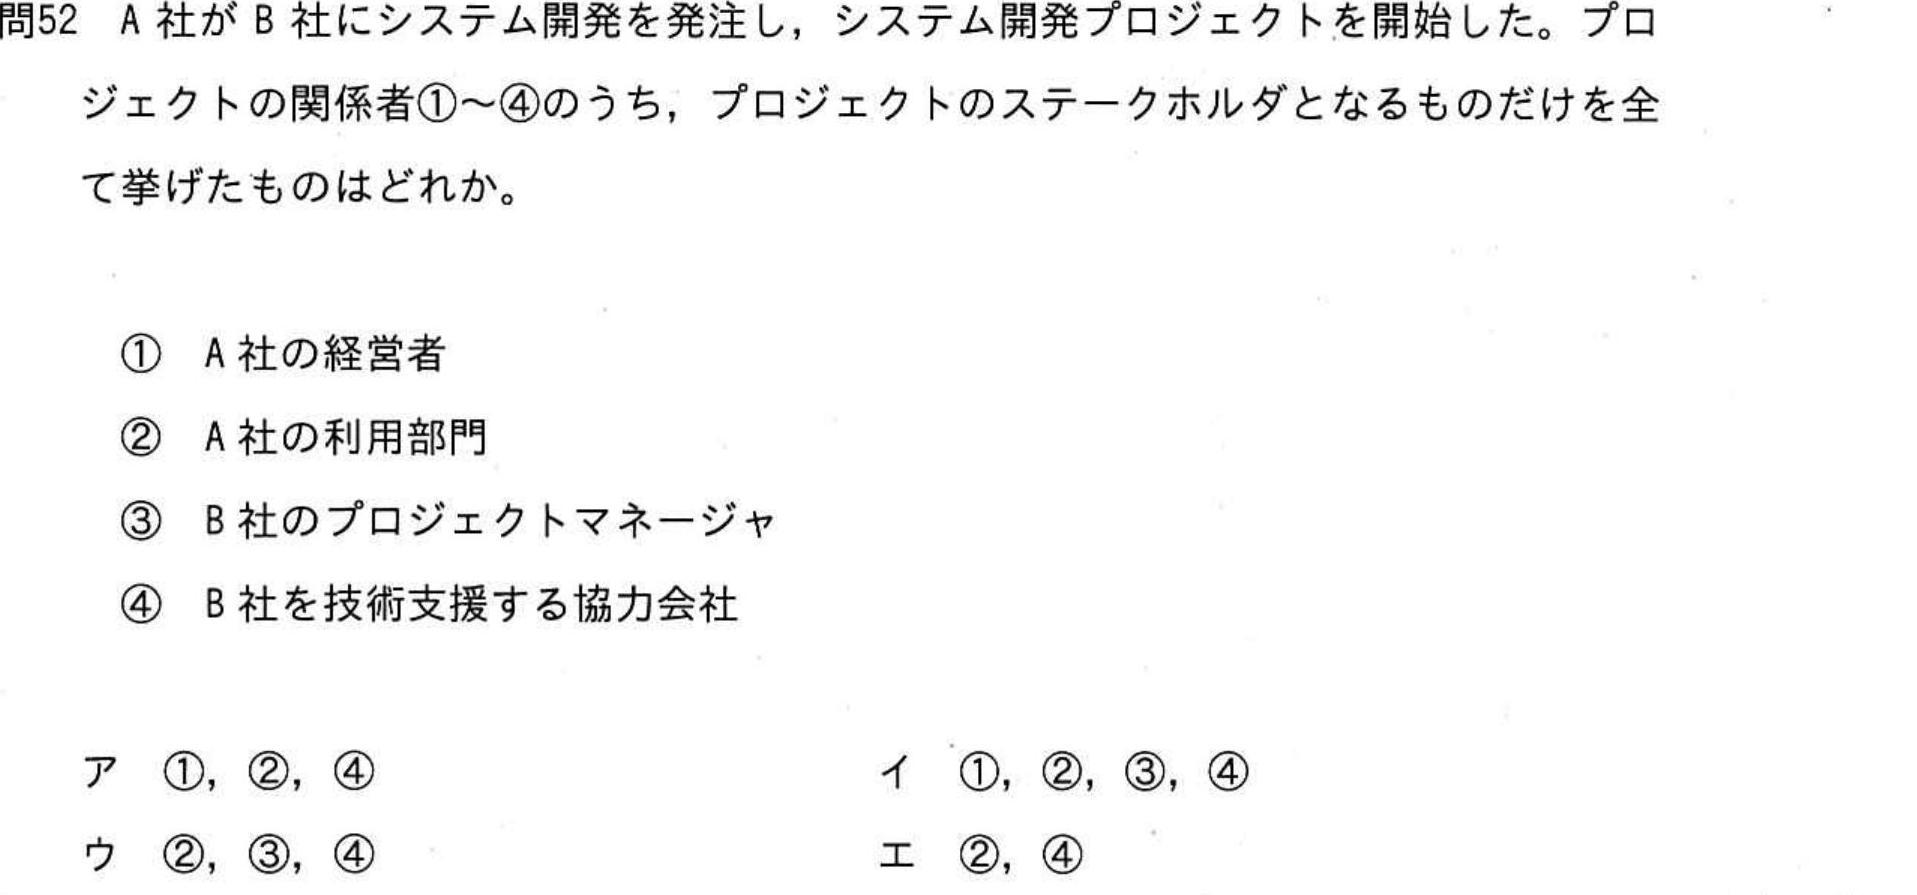 問52 A 社が B 社にシステム開発を発注し，システム開発プロジェクトを開始した。プロ
ジェクトの関係者①～④のうち，プロジェクトのステークホルダとなるものだけを全
て挙げたものはどれか。
① A 社の経営者
② A 社の利用部門
③ B 社のプロジェクトマネージャ
④ B 社を技術支援する協力会社
ア ①，②，④ イ ①，②，③，④
ウ ②，③，④ エ ②，④